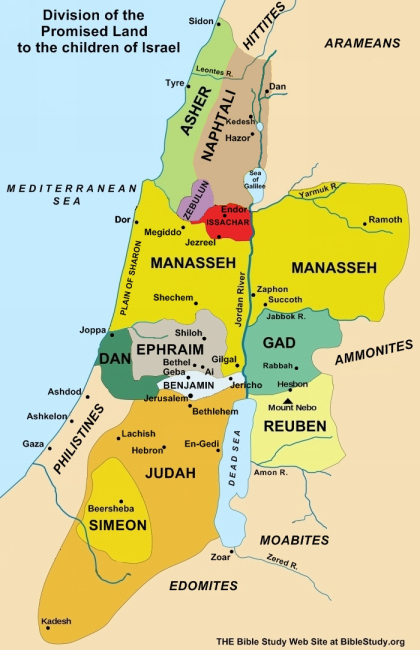 Division of the
Promised Land
to the children of Israel
Sidon
HITTITES
ARAMEANS
Leontes R.
Tyre
Dan
ASHER
NAPHTALI
Kedesh
Hazor
Sea
of
Galilee
MEDITERRANEAN
SEA
ZEBULUN
Yarmuk R.
Endor
ISSACHAR
Dor
Megiddo
Jezreel
Ramoth
PLAIN OF SHARON
MANASSEH
MANASSEH
Jordan River
Zaphon
Succoth
Shechem
Jabbok R.
Joppa
Shiloh
GAD
DAN
EPHRAIM
AMMONITES
Bethel
Gilgal
Geba
Ai
Rabbah
BENJAMIN
Jericho
Hesbon
Ashdod
Jerusalem
Mount Nebo
Bethlehem
Ashkelon
PHILISTINES
REUBEN
Lachish
Gaza
Hebron
En-Gedi
DEAD SEA
JUDAH
Arnon R.
Beersheba
SIMEON
MOABITES
Zoar
Zered R.
EDOMITES
Kadesh
THE Bible Study Web Site at BibleStudy.org